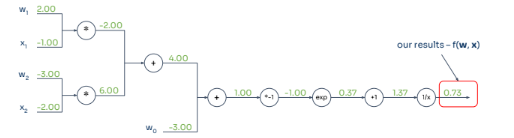 w1 2.00
x1 -1.00
* -2.00
w2 -3.00
x2 -2.00
* 6.00
+ 4.00
w0 -3.00
+ 1.00 *-1 -1.00 exp 0.37 +1 1.37 1/x 0.73
our results – f(w, x)